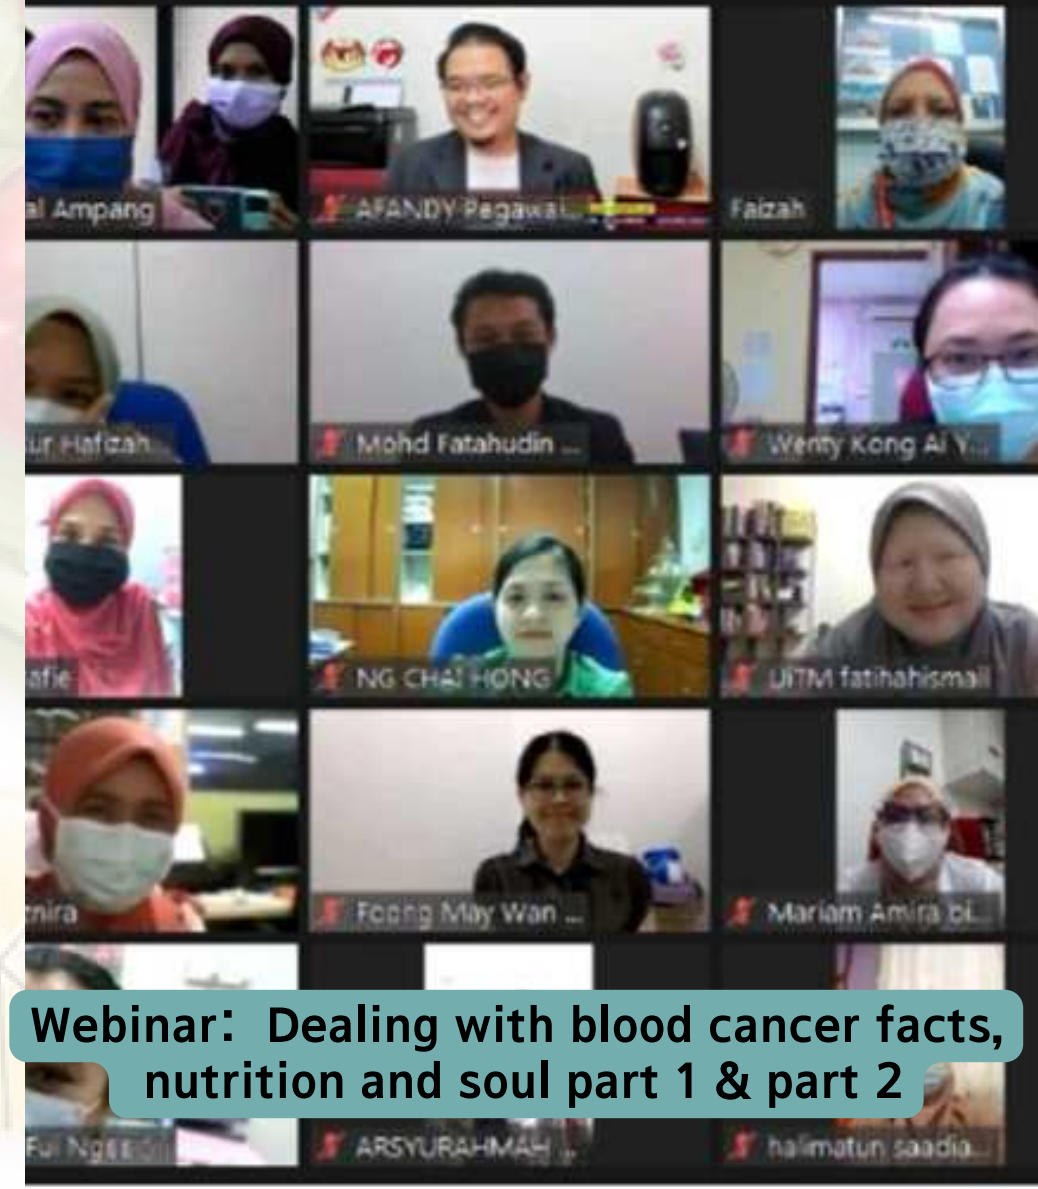 al Ampang
AFANDY Pegawai...
Faizah
ur Hafizah...
Mohd Fatahudin ...
Wenty Kong Ai Y...
afie
NG CHAI HONG
UiTM fatihahismail
nira
Foong May Wan ...
Mariam Amira bi...
Webinar: Dealing with blood cancer facts,
nutrition and soul part 1 & part 2
Fui Ngee
ARSYURAHMAH ...
halimatun saadia...